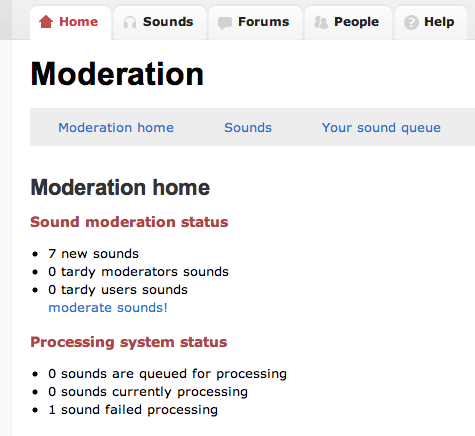 Home Sounds Forums People Help
Moderation
Moderation home Sounds Your sound queue
Moderation home
Sound moderation status
7 new sounds
0 tardy moderators sounds
0 tardy users sounds
moderate sounds!
Processing system status
0 sounds are queued for processing
0 sounds currently processing
1 sound failed processing